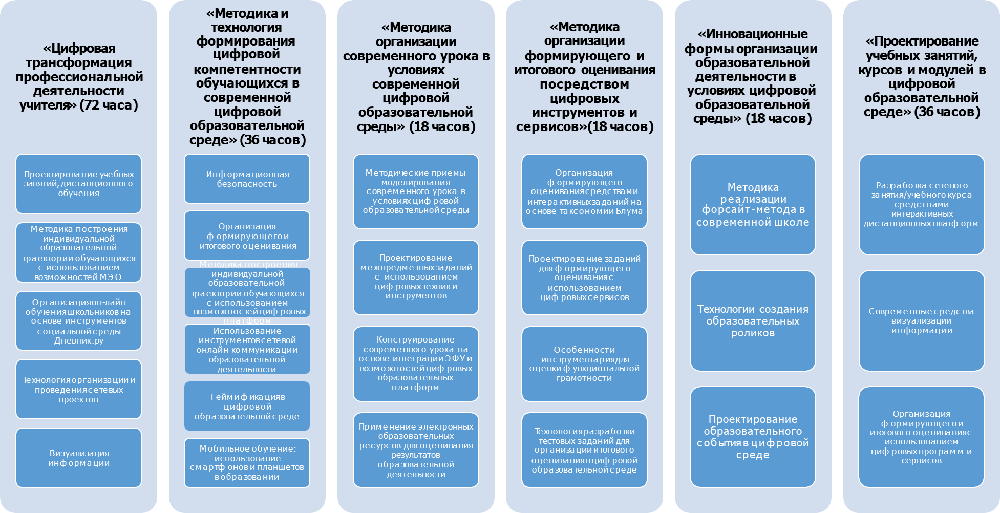 «Цифровая
трансформация
профессиональной
деятельности
учителя» (72 часа)
Проектирование учебных
занятий, дистанционного
обучения
Методика построения
индивидуальной
образовательной
траектории обучающихся
с использованием
возможностей МЭО
Организация он-лайн
обучения школьников на
основе инструментов
социальной среды
Дневник.ру
Технология организации и
проведения сетевых
проектов
Визуализация
информации
«Методика и
технология
формирования
цифровой
компетентности
обучающихся в
современной
цифровой
образовательной
среде» (36 часов)
Информационная
безопасность
Организация
формирующего и
итогового оценивания
Методика построения
индивидуальной
образовательной
траектории обучающихся
с использованием
возможностей цифровых
платформ
Использование
инструментов сетевой
онлайн-коммуникации
образовательной
деятельности
Геймификация в
цифровой
образовательной среде
Мобильное обучение:
использование
смартфонов и планшетов
в образовании
«Методика
организации
современного урока в
условиях
современной
цифровой
образовательной
среды» (18 часов)
Методические приемы
моделирования
современного урока в
условиях цифровой
образовательной среды
Проектирование
межпредметных заданий
с использованием
цифровых техник и
инструментов
Конструирование
современного урока на
основе интеграции ЭФУ и
возможностей цифровых
образовательных
платформ
Применение электронных
образовательных
ресурсов для оценивания
результатов
образовательной
деятельности
«Методика
организации
формирующего и
итогового оценивания
посредством
цифровых
инструментов и
сервисов»(18 часов)
Организация
формирующего
оценивания средствами
интерактивных заданий на
основе таксономии Блума
Проектирование заданий
для формирующего
оценивания с
использованием
цифровых сервисов
Особенности
инструментария для
оценки функциональной
грамотности
Технология разработки
тестовых заданий для
организации итогового
оценивания в цифровой
образовательной среде
«Инновационные
формы организации
образовательной
деятельности в
условиях цифровой
образовательной
среды» (18 часов)
Методика
реализации
форсайт-метода в
современной школе
Технологии создания
образовательных
роликов
Проектирование
образовательного
события в цифровой
среде
«Проектирование
учебных занятий,
курсов и модулей в
цифровой
образовательной
среде» (36 часов)
Разработка сетевого
занятия/учебного курса
средствами
интерактивных
дистанционных платформ
Современные средства
визуализации
информации
Организация
формирующего и
итогового оценивания с
использованием
цифровых программ и
сервисов